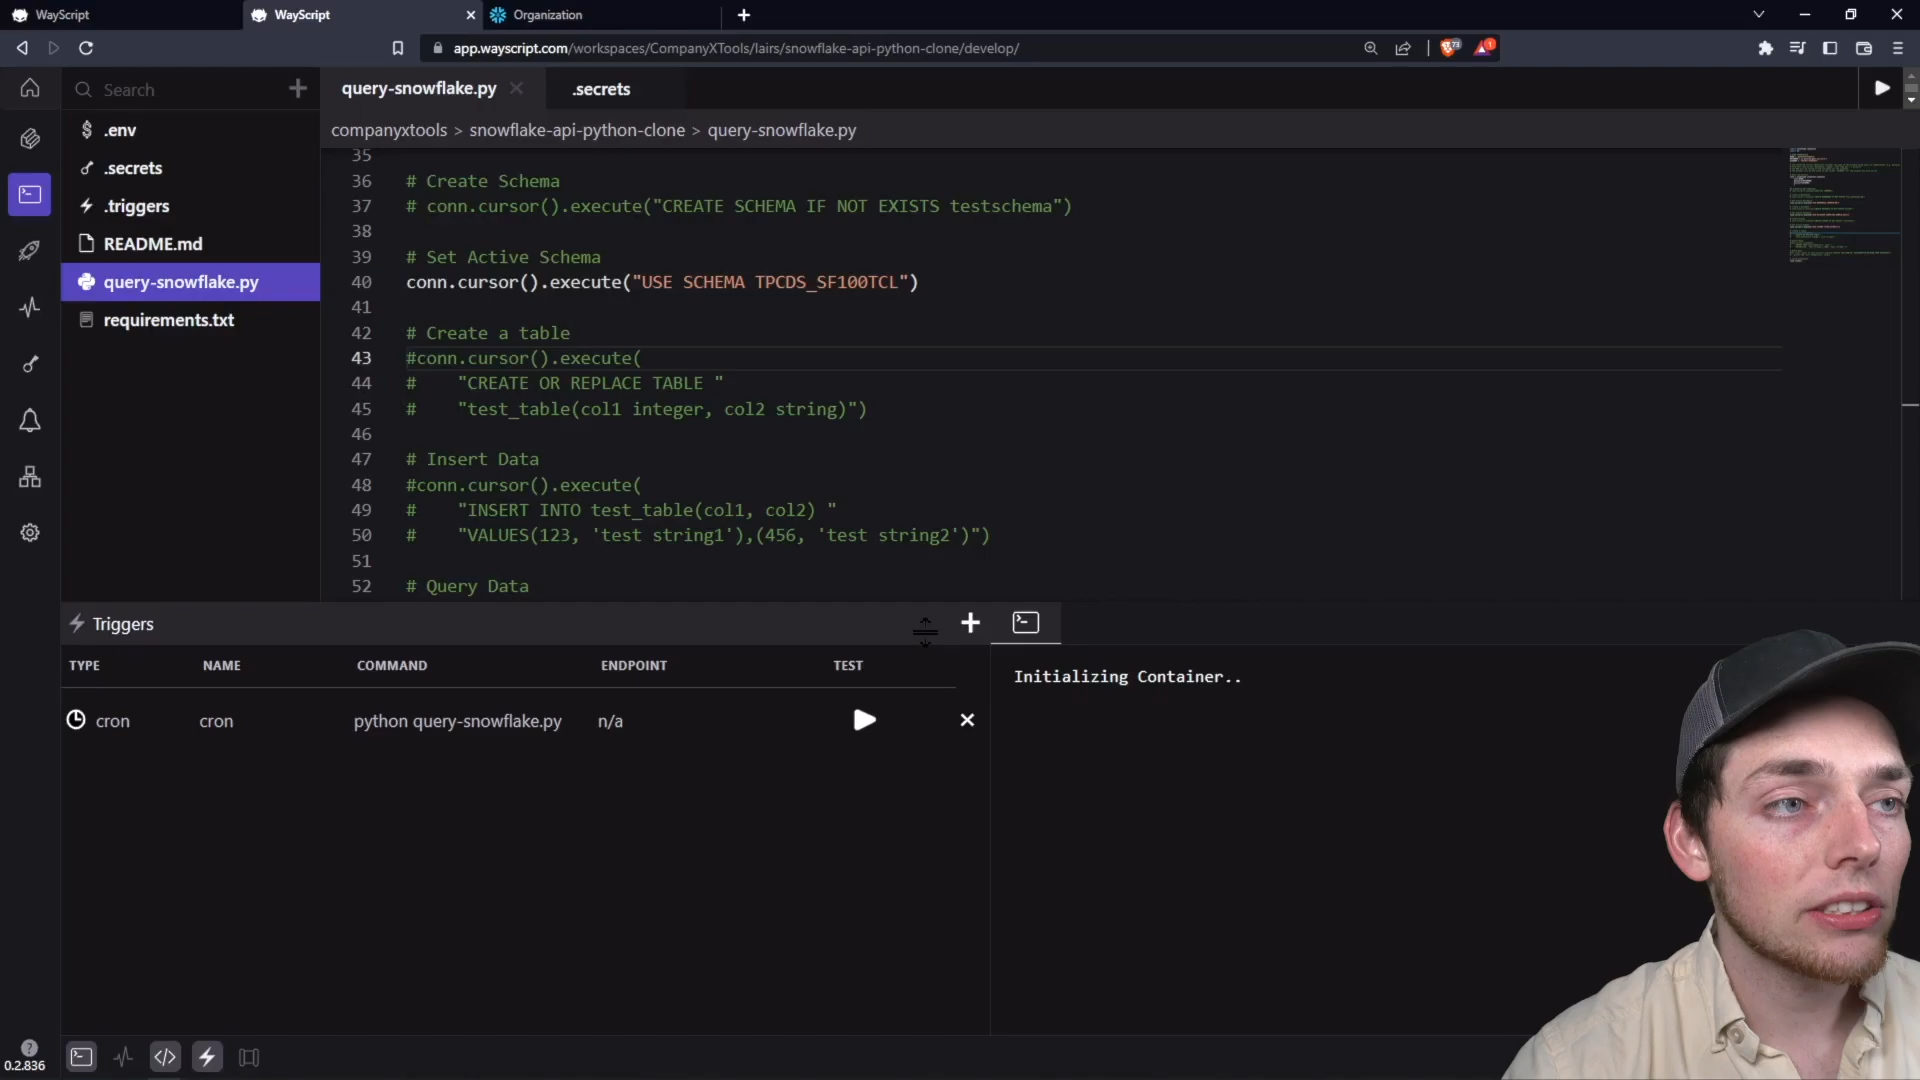 WayScript
WayScript
Organization
app.wayscript.com/workspaces/CompanyXTools/lairs/snowflake-api-python-clone/develop/
73
1
Search
.env
.secrets
.triggers
README.md
query-snowflake.py
requirements.txt
query-snowflake.py
.secrets
companyxtools > snowflake-api-python-clone > query-snowflake.py
35
36 # Create Schema
37 # conn.cursor().execute("CREATE SCHEMA IF NOT EXISTS testschema")
38
39 # Set Active Schema
40 conn.cursor().execute("USE SCHEMA TPCDS_SF100TCL")
41
42 # Create a table
43 #conn.cursor().execute(
44 #    "CREATE OR REPLACE TABLE "
45 #    "test_table(col1 integer, col2 string)")
46
47 # Insert Data
48 #conn.cursor().execute(
49 #    "INSERT INTO test_table(col1, col2) "
50 #    "VALUES(123, 'test string1'),(456, 'test string2')")
51
52 # Query Data
Triggers
TYPE NAME COMMAND ENDPOINT TEST
cron cron python query-snowflake.py n/a
Initializing Container..
0.2.836